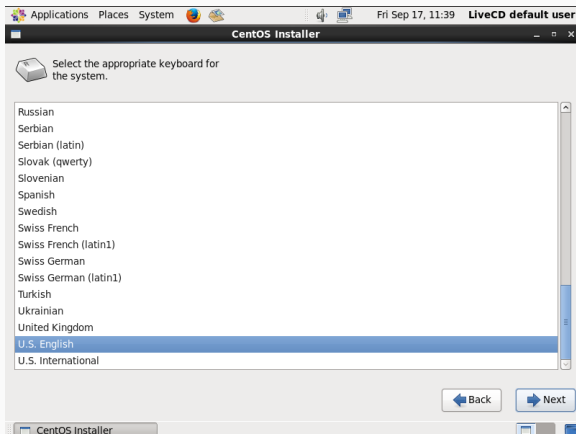 Applications Places System Fri Sep 17, 11:39 LiveCD default user
CentOS Installer
Select the appropriate keyboard for
the system.
Russian
Serbian
Serbian (latin)
Slovak (qwerty)
Slovenian
Spanish
Swedish
Swiss French
Swiss French (latin1)
Swiss German
Swiss German (latin1)
Turkish
Ukrainian
United Kingdom
U.S. English
U.S. International
Back Next
CentOS Installer